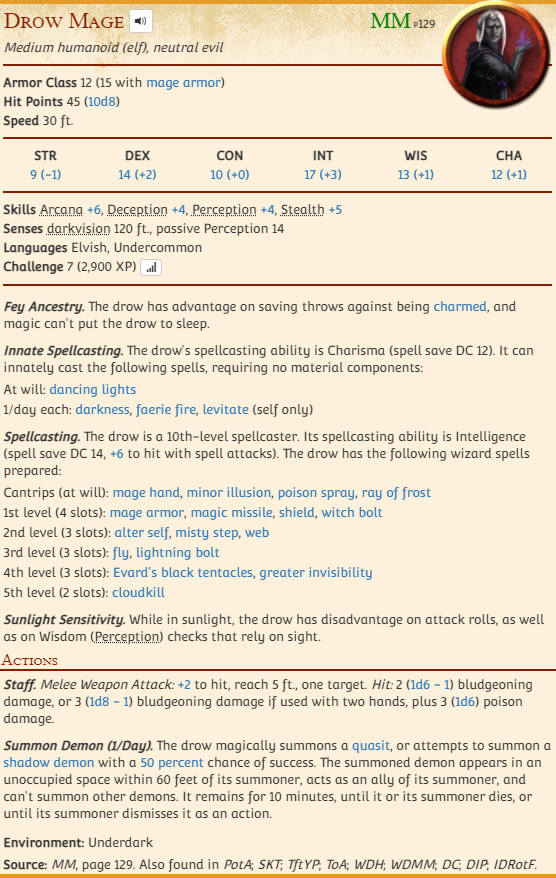 Drow Mage MM p129
Medium humanoid (elf), neutral evil
Armor Class 12 (15 with mage armor)
Hit Points 45 (10d8)
Speed 30 ft.
STR DEX CON INT WIS CHA
9 (−1) 14 (+2) 10 (+0) 17 (+3) 13 (+1) 12 (+1)
Skills Arcana +6, Deception +4, Perception +4, Stealth +5
Senses darkvision 120 ft., passive Perception 14
Languages Elvish, Undercommon
Challenge 7 (2,900 XP)
Fey Ancestry. The drow has advantage on saving throws against being charmed, and
magic can't put the drow to sleep.
Innate Spellcasting. The drow's spellcasting ability is Charisma (spell save DC 12). It can
innately cast the following spells, requiring no material components:
At will: dancing lights
1/day each: darkness, faerie fire, levitate (self only)
Spellcasting. The drow is a 10th-level spellcaster. Its spellcasting ability is Intelligence
(spell save DC 14, +6 to hit with spell attacks). The drow has the following wizard spells
prepared:
Cantrips (at will): mage hand, minor illusion, poison spray, ray of frost
1st level (4 slots): mage armor, magic missile, shield, witch bolt
2nd level (3 slots): alter self, misty step, web
3rd level (3 slots): fly, lightning bolt
4th level (3 slots): Evard's black tentacles, greater invisibility
5th level (2 slots): cloudkill
Sunlight Sensitivity. While in sunlight, the drow has disadvantage on attack rolls, as well
as on Wisdom (Perception) checks that rely on sight.
Actions
Staff. Melee Weapon Attack: +2 to hit, reach 5 ft., one target. Hit: 2 (1d6 − 1) bludgeoning
damage, or 3 (1d8 − 1) bludgeoning damage if used with two hands, plus 3 (1d6) poison
damage.
Summon Demon (1/Day). The drow magically summons a quasit, or attempts to summon a
shadow demon with a 50 percent chance of success. The summoned demon appears in an
unoccupied space within 60 feet of its summoner, acts as an ally of its summoner, and
can't summon other demons. It remains for 10 minutes, until it or its summoner dies, or
until its summoner dismisses it as an action.
Environment: Underdark
Source: MM, page 129. Also found in PotA; SKT; TftYP; ToA; WDH; WDMM; DC; DIP; IDRotF.